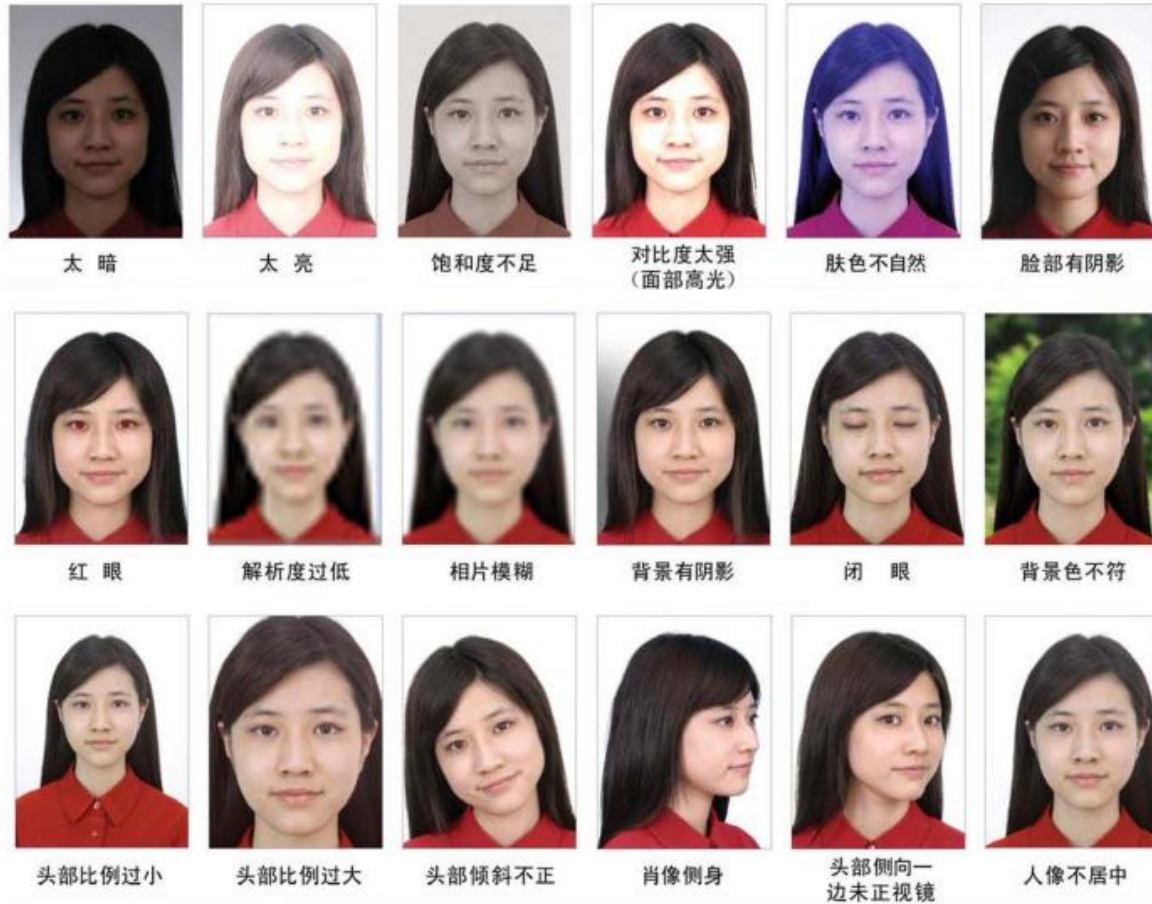 太 暗
太 亮
饱和度不足
对比度太强
（面部高光）
肤色不自然
脸部有阴影
红 眼
解析度过低
相片模糊
背景有阴影
闭 眼
背景色不符
头部比例过小
头部比例过大
头部倾斜不正
肖像侧身
头部侧向一
边未正视镜
人像不居中